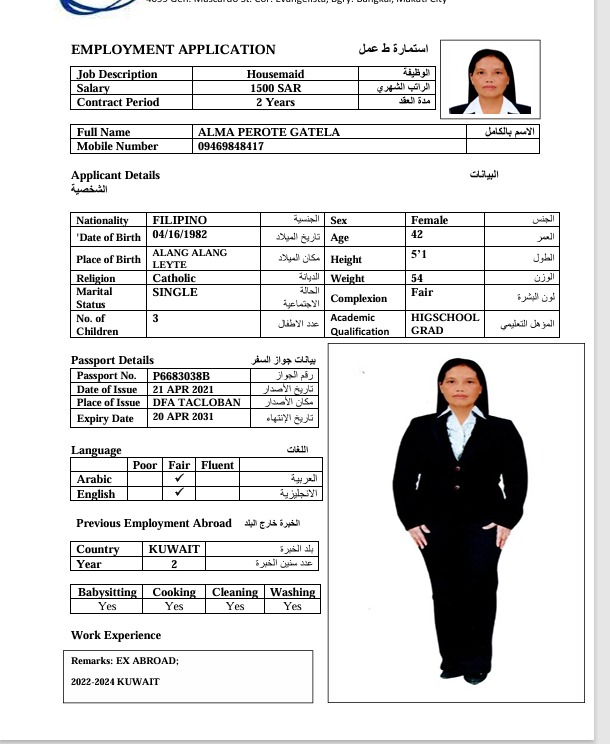 4095 Gen. Mascardo St. Cor. Evangelista, Bgry. Bangkal, Makati City
EMPLOYMENT APPLICATION استمارة ط عمل
Job Description Housemaid الوظيفة
Salary 1500 SAR الراتب الشهري
Contract Period 2 Years مدة العقد
Full Name ALMA PEROTE GATELA الاسم بالكامل
Mobile Number 09469848417
Applicant Details البيانات
الشخصية
Nationality FILIPINO الجنسية Sex Female الجنس
'Date of Birth 04/16/1982 تاريخ الميلاد Age 42 العمر
Place of Birth ALANG ALANG LEYTE مكان الميلاد Height 5'1 الطول
Religion Catholic الديانة Weight 54 الوزن
Marital Status SINGLE الحالة الاجتماعية Complexion Fair لون البشرة
No. of Children 3 عدد الاطفال Academic Qualification HIGSCHOOL GRAD المؤهل التعليمي
Passport Details بيانات جواز السفر
Passport No. P6683038B رقم الجواز
Date of Issue 21 APR 2021 تاريخ الأصدار
Place of Issue DFA TACLOBAN مكان الأصدار
Expiry Date 20 APR 2031 تاريخ الإنتهاء
Language اللغات
Poor Fair Fluent
Arabic ✓ العربية
English ✓ الانجليزية
Previous Employment Abroad الخبرة خارج البلد
Country KUWAIT بلد الخبرة
Year 2 عدد سنين الخبرة
Babysitting Cooking Cleaning Washing
Yes Yes Yes Yes
Work Experience
Remarks: EX ABROAD;
2022-2024 KUWAIT